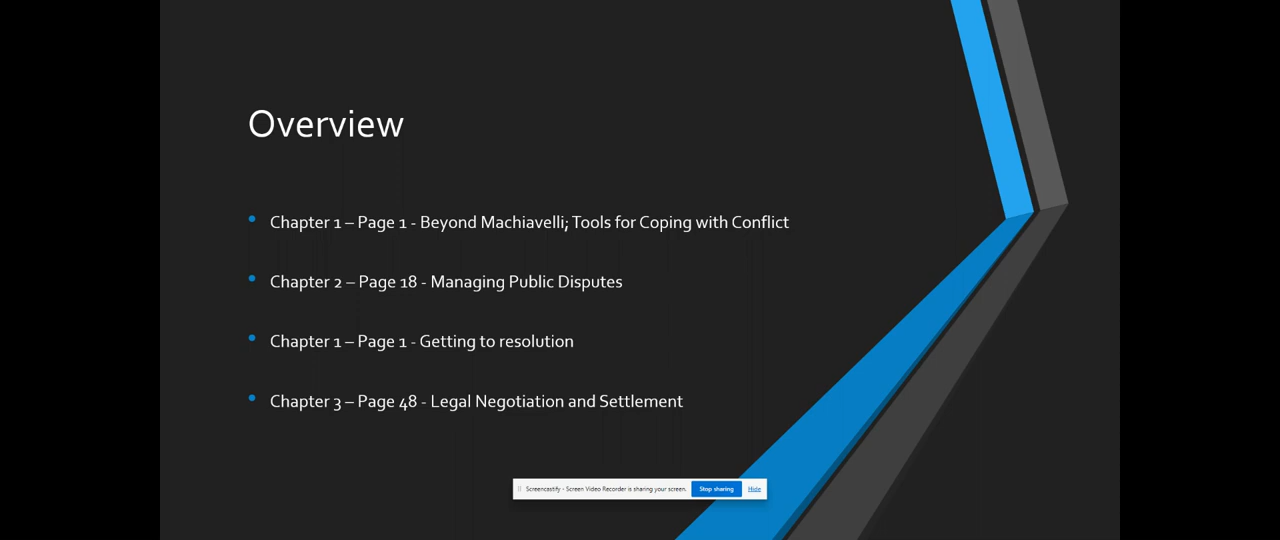 Overview
Chapter 1 – Page 1 - Beyond Machiavelli; Tools for Coping with Conflict
Chapter 2 – Page 18 - Managing Public Disputes
Chapter 1 – Page 1 - Getting to resolution
Chapter 3 – Page 48 - Legal Negotiation and Settlement
Screencastify - Screen Video Recorder is sharing your screen. Stop sharing Hide